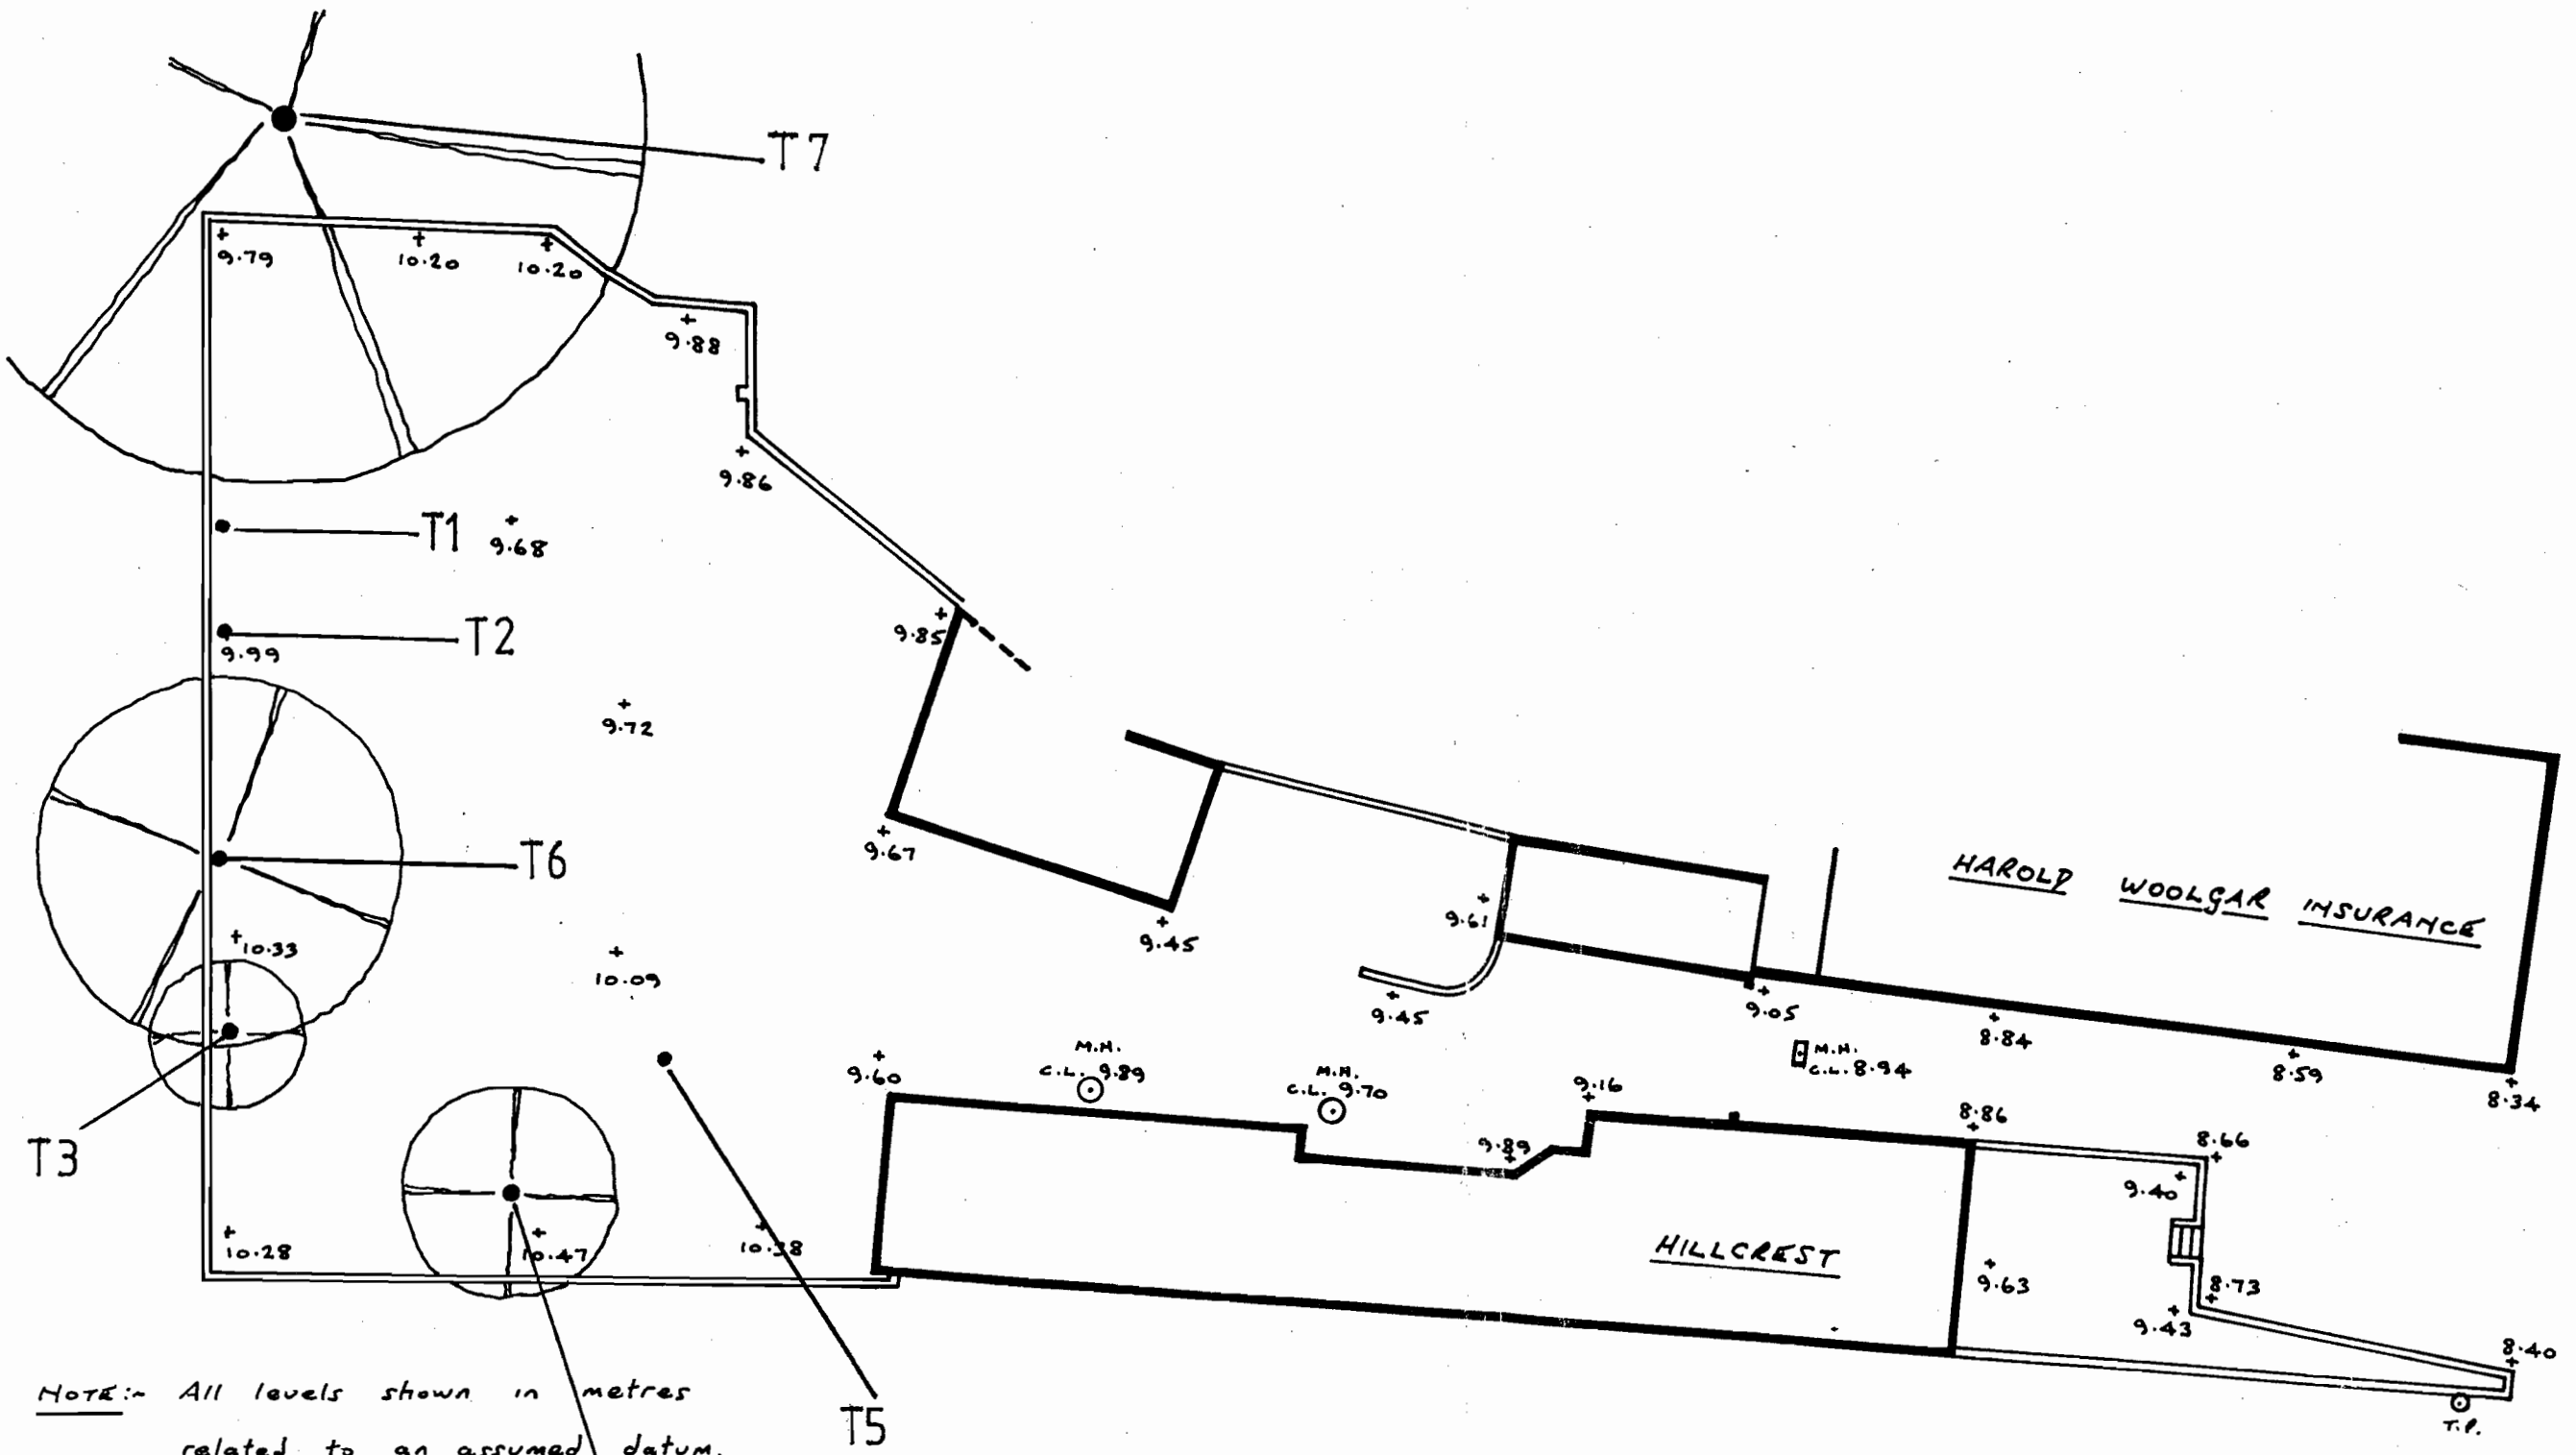 T7
9.79
10.20
10.20
9.88
9.86
T1
9.68
T2
9.99
9.85
9.72
T6
9.67
10.33
10.09
9.45
9.61
9.45
HAROLD WOOLGAR INSURANCE
9.05
8.84
8.59
8.34
M.H.
C.L. 8.94
M.H.
C.L. 9.89
M.H.
C.L. 9.70
9.60
9.16
9.89
8.86
8.66
9.40
T3
10.28
10.47
10.38
HILLCREST
9.63
8.73
9.43
8.40
T.P.
T5
NOTE:- All levels shown in metres
related to an assumed datum.